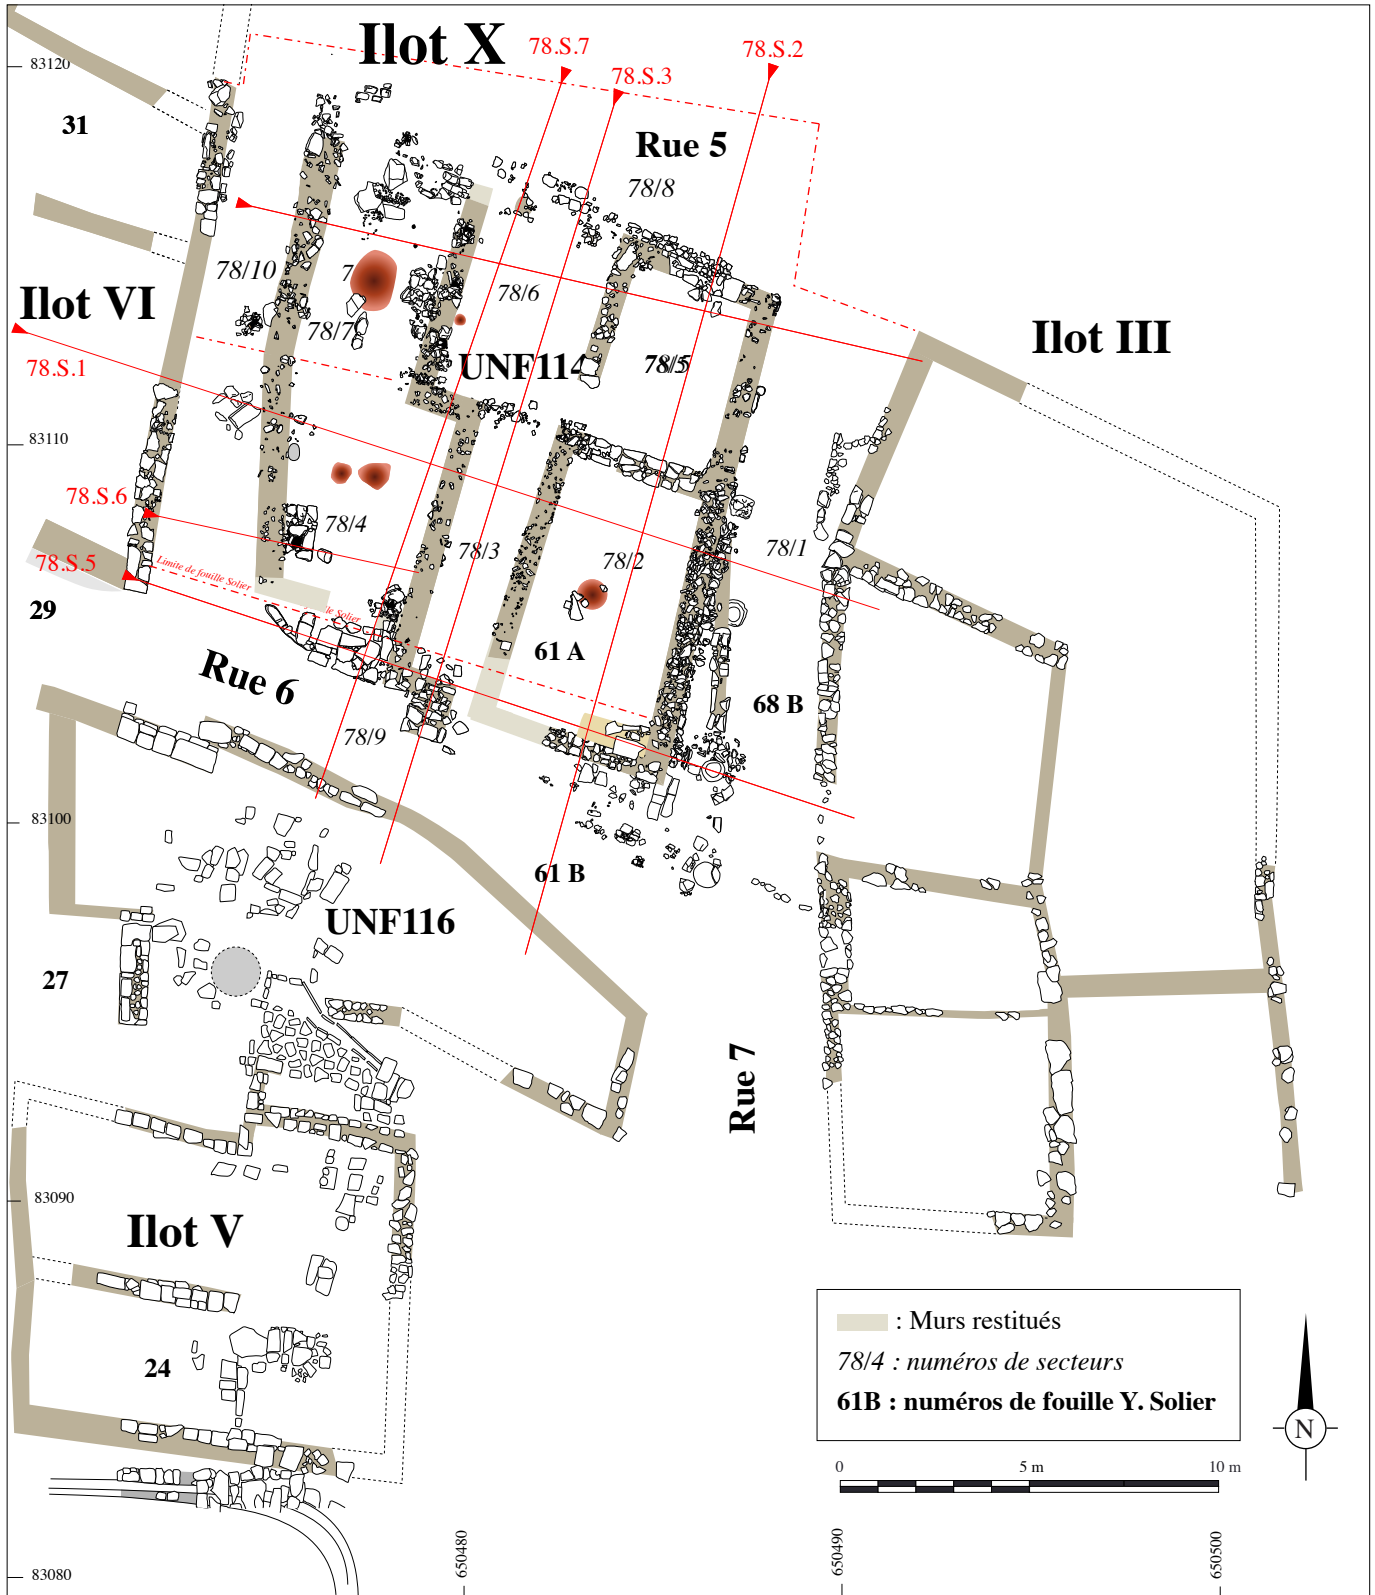 Ilot X
78.S.7
78.S.2
78.S.3
83120
31
Rue 5
78/8
78/10
7
78/6
Ilot VI
78/7
Ilot III
78.S.1
UNF114
78/5
83110
78.S.6
78/4
78/3
78/2
78/1
78.S.5
Limite de fouille Solier
le Solier
29
61 A
Rue 6
68 B
78/9
83100
61 B
UNF116
27
Rue 7
83090
Ilot V
: Murs restitués
78/4 : numéros de secteurs
24
61B : numéros de fouille Y. Solier
N
0
5 m
10 m
650480
650490
650500
83080